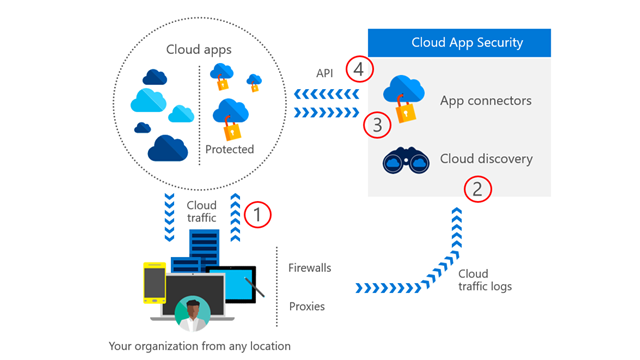 Cloud apps
Protected
API
4
3
Cloud App Security
App connectors
Cloud discovery
2
Cloud
traffic
1
Firewalls
Proxies
Cloud
traffic logs
Your organization from any location